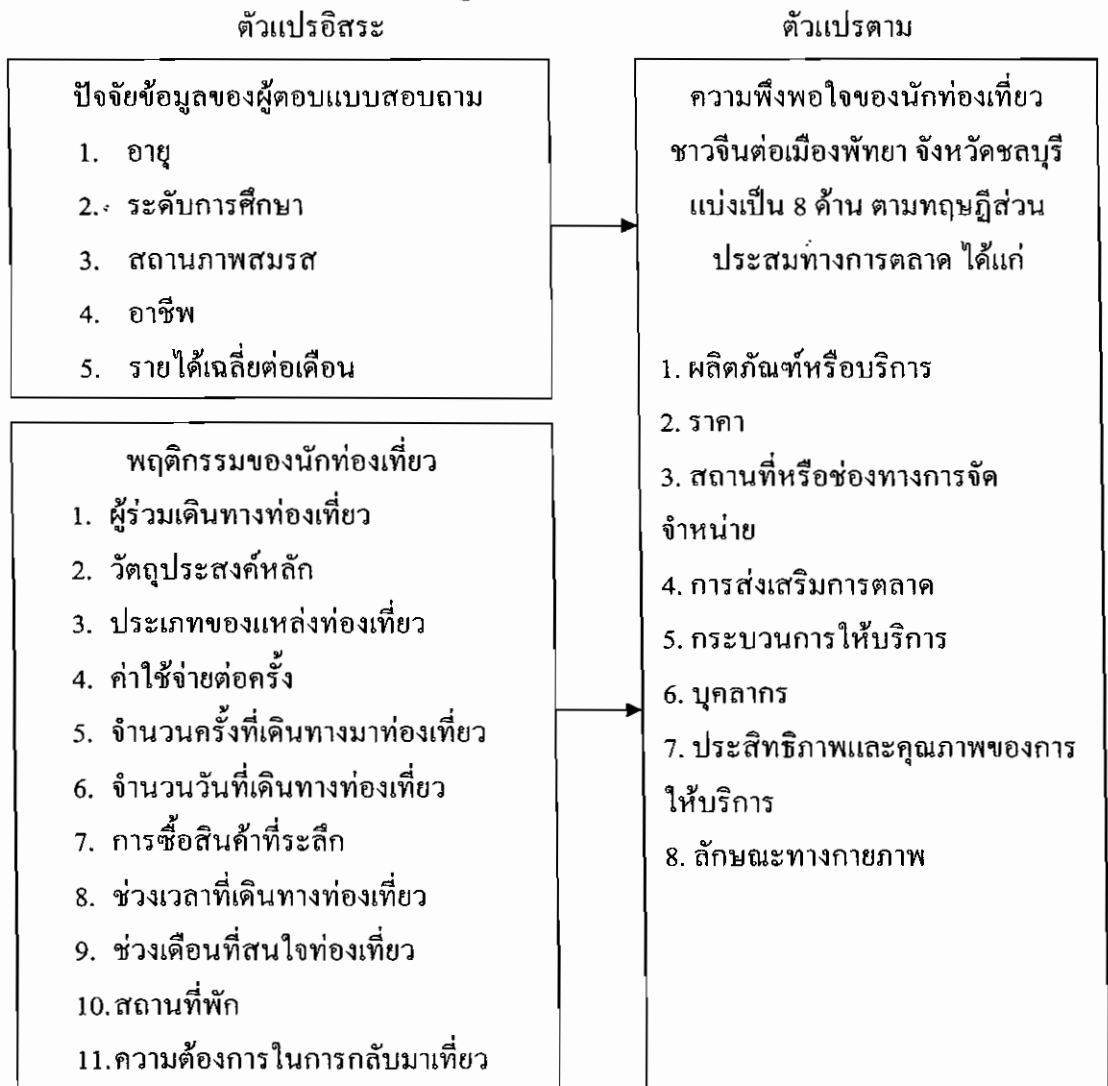 ตัวแปรอิสระ
ปัจจัยข้อมูลของผู้ตอบแบบสอบถาม
1. อายุ
2. ระดับการศึกษา
3. สถานภาพสมรส
4. อาชีพ
5. รายได้เฉลี่ยต่อเดือน
พฤติกรรมของนักท่องเที่ยว
1. ผู้ร่วมเดินทางท่องเที่ยว
2. วัตถุประสงค์หลัก
3. ประเภทของแหล่งท่องเที่ยว
4. ค่าใช้จ่ายต่อครั้ง
5. จำนวนครั้งที่เดินทางมาท่องเที่ยว
6. จำนวนวันที่เดินทางท่องเที่ยว
7. การซื้อสินค้าที่ระลึก
8. ช่วงเวลาที่เดินทางท่องเที่ยว
9. ช่วงเดือนที่สนใจท่องเที่ยว
10. สถานที่พัก
11. ความต้องการในการกลับมาเที่ยว
ตัวแปรตาม
ความพึงพอใจของนักท่องเที่ยว
ชาวจีนต่อเมืองพัทยา จังหวัดชลบุรี
แบ่งเป็น 8 ด้าน ตามทฤษฎีส่วน
ประสมทางการตลาด ได้แก่
1. ผลิตภัณฑ์หรือบริการ
2. ราคา
3. สถานที่หรือช่องทางการจัด
จำหน่าย
4. การส่งเสริมการตลาด
5. กระบวนการให้บริการ
6. บุคลากร
7. ประสิทธิภาพและคุณภาพของการ
ให้บริการ
8. ลักษณะทางกายภาพ